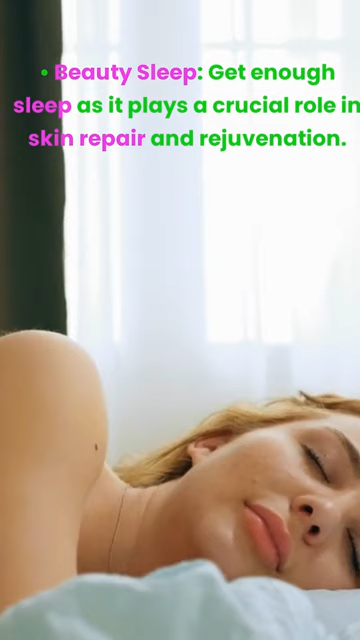 • Beauty Sleep: Get enough
sleep as it plays a crucial role in
skin repair and rejuvenation.